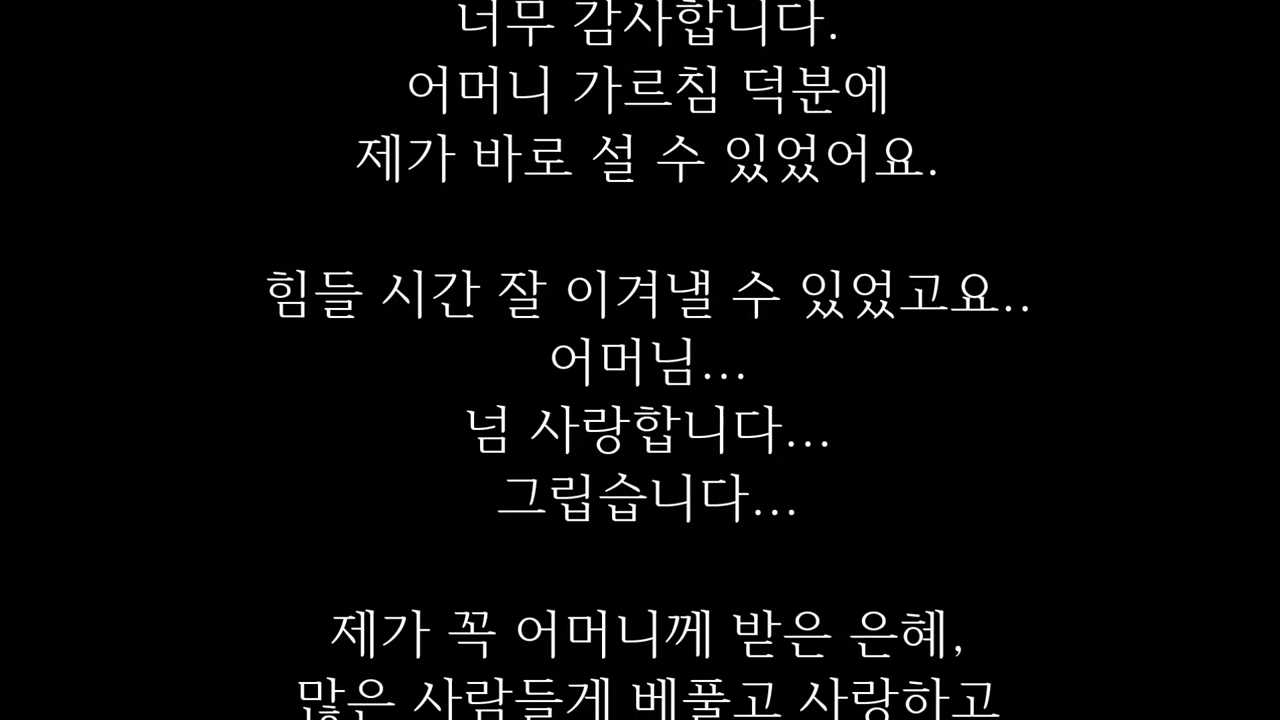 너무 감사합니다.
어머니 가르침 덕분에
제가 바로 설 수 있었어요.
힘들 시간 잘 이겨낼 수 있었고요..
어머님...
넘 사랑합니다...
그립습니다...
제가 꼭 어머니께 받은 은혜,
많은 사람들게 베풀고 사랑하고